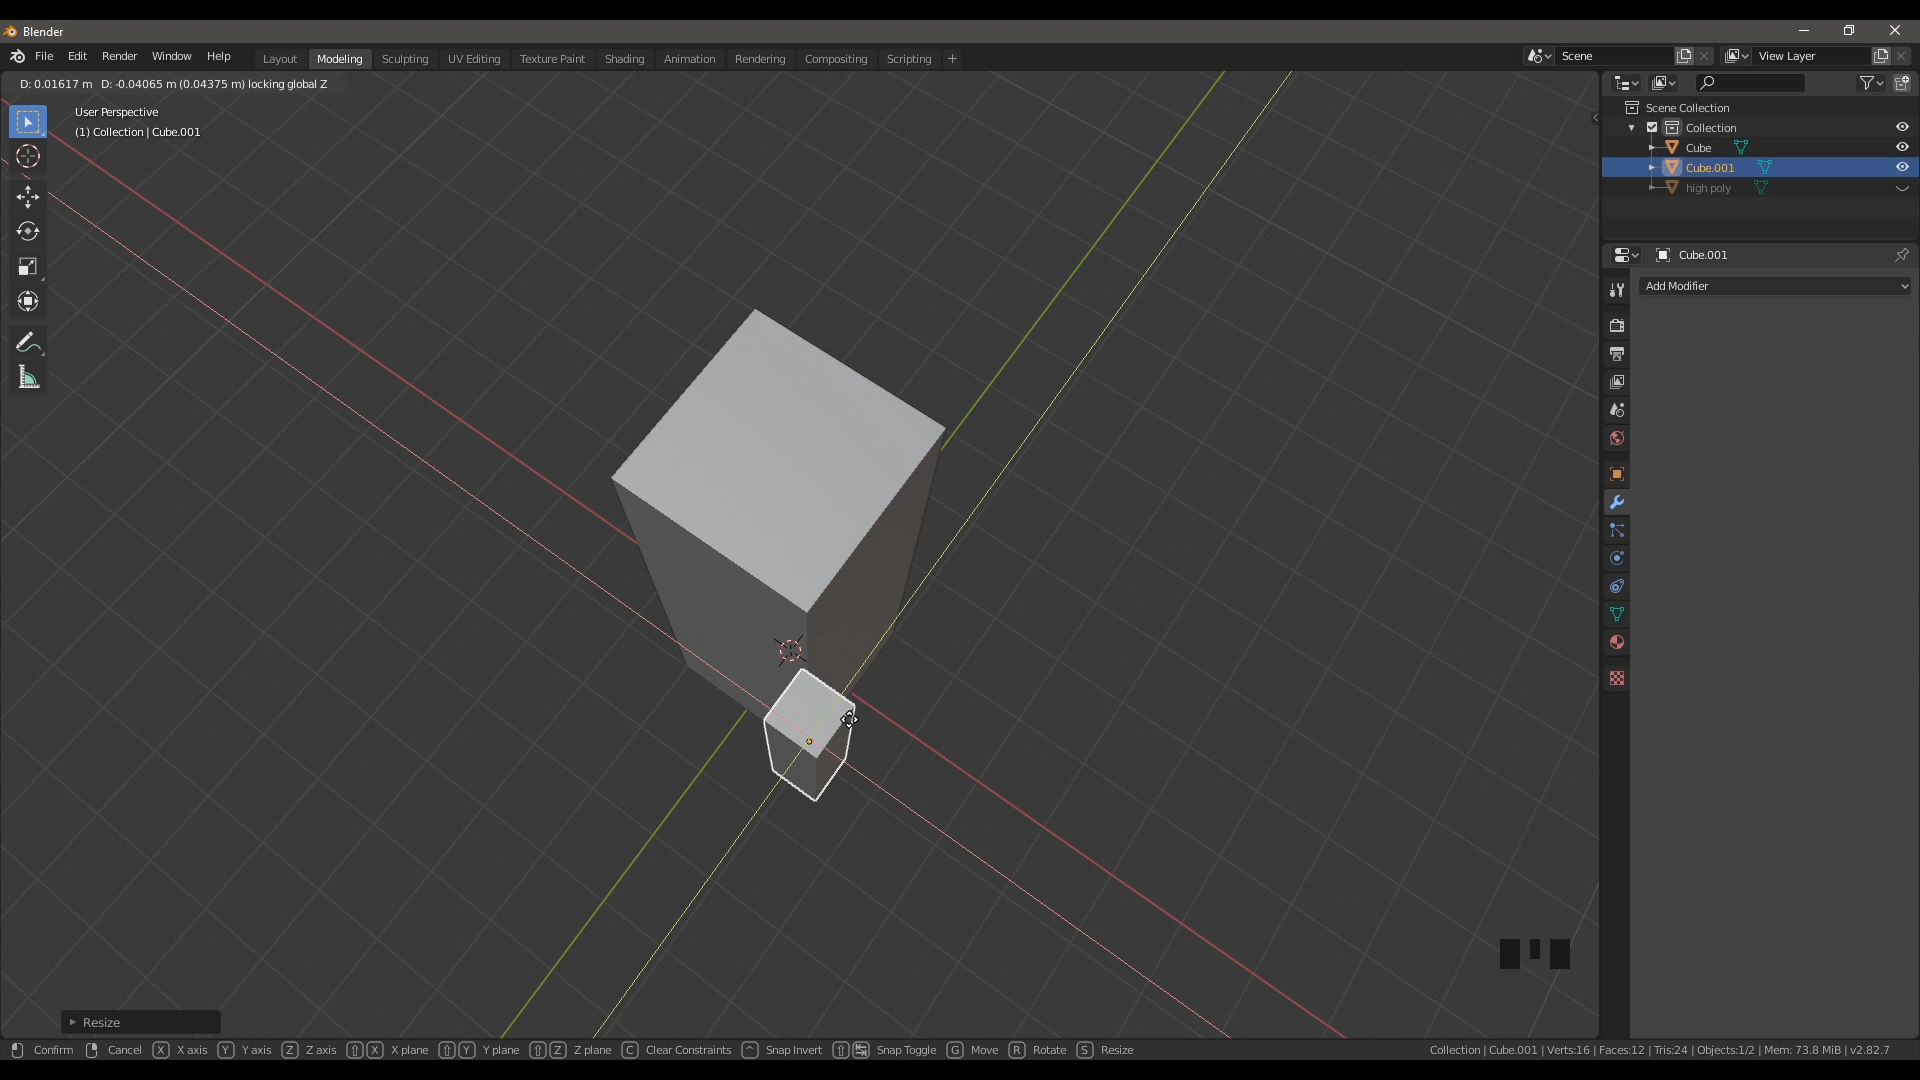 Blender
File Edit Render Window Help Layout Modeling Sculpting UV Editing Texture Paint Shading Animation Rendering Compositing Scripting + Scene View Layer
D: 0.01617 m D: -0.04065 m (0.04375 m) locking global Z
User Perspective
(1) Collection | Cube.001
Scene Collection
Collection
Cube
Cube.001
high poly
Cube.001
Add Modifier
Resize
Confirm Cancel X X axis Y Y axis Z Z axis X X plane Y Y plane Z Z plane C Clear Constraints Snap Invert Snap Toggle G Move R Rotate S Resize Collection | Cube.001 | Verts:16 | Faces:12 | Tris:24 | Objects:1/2 | Mem: 73.8 MiB | v2.82.7